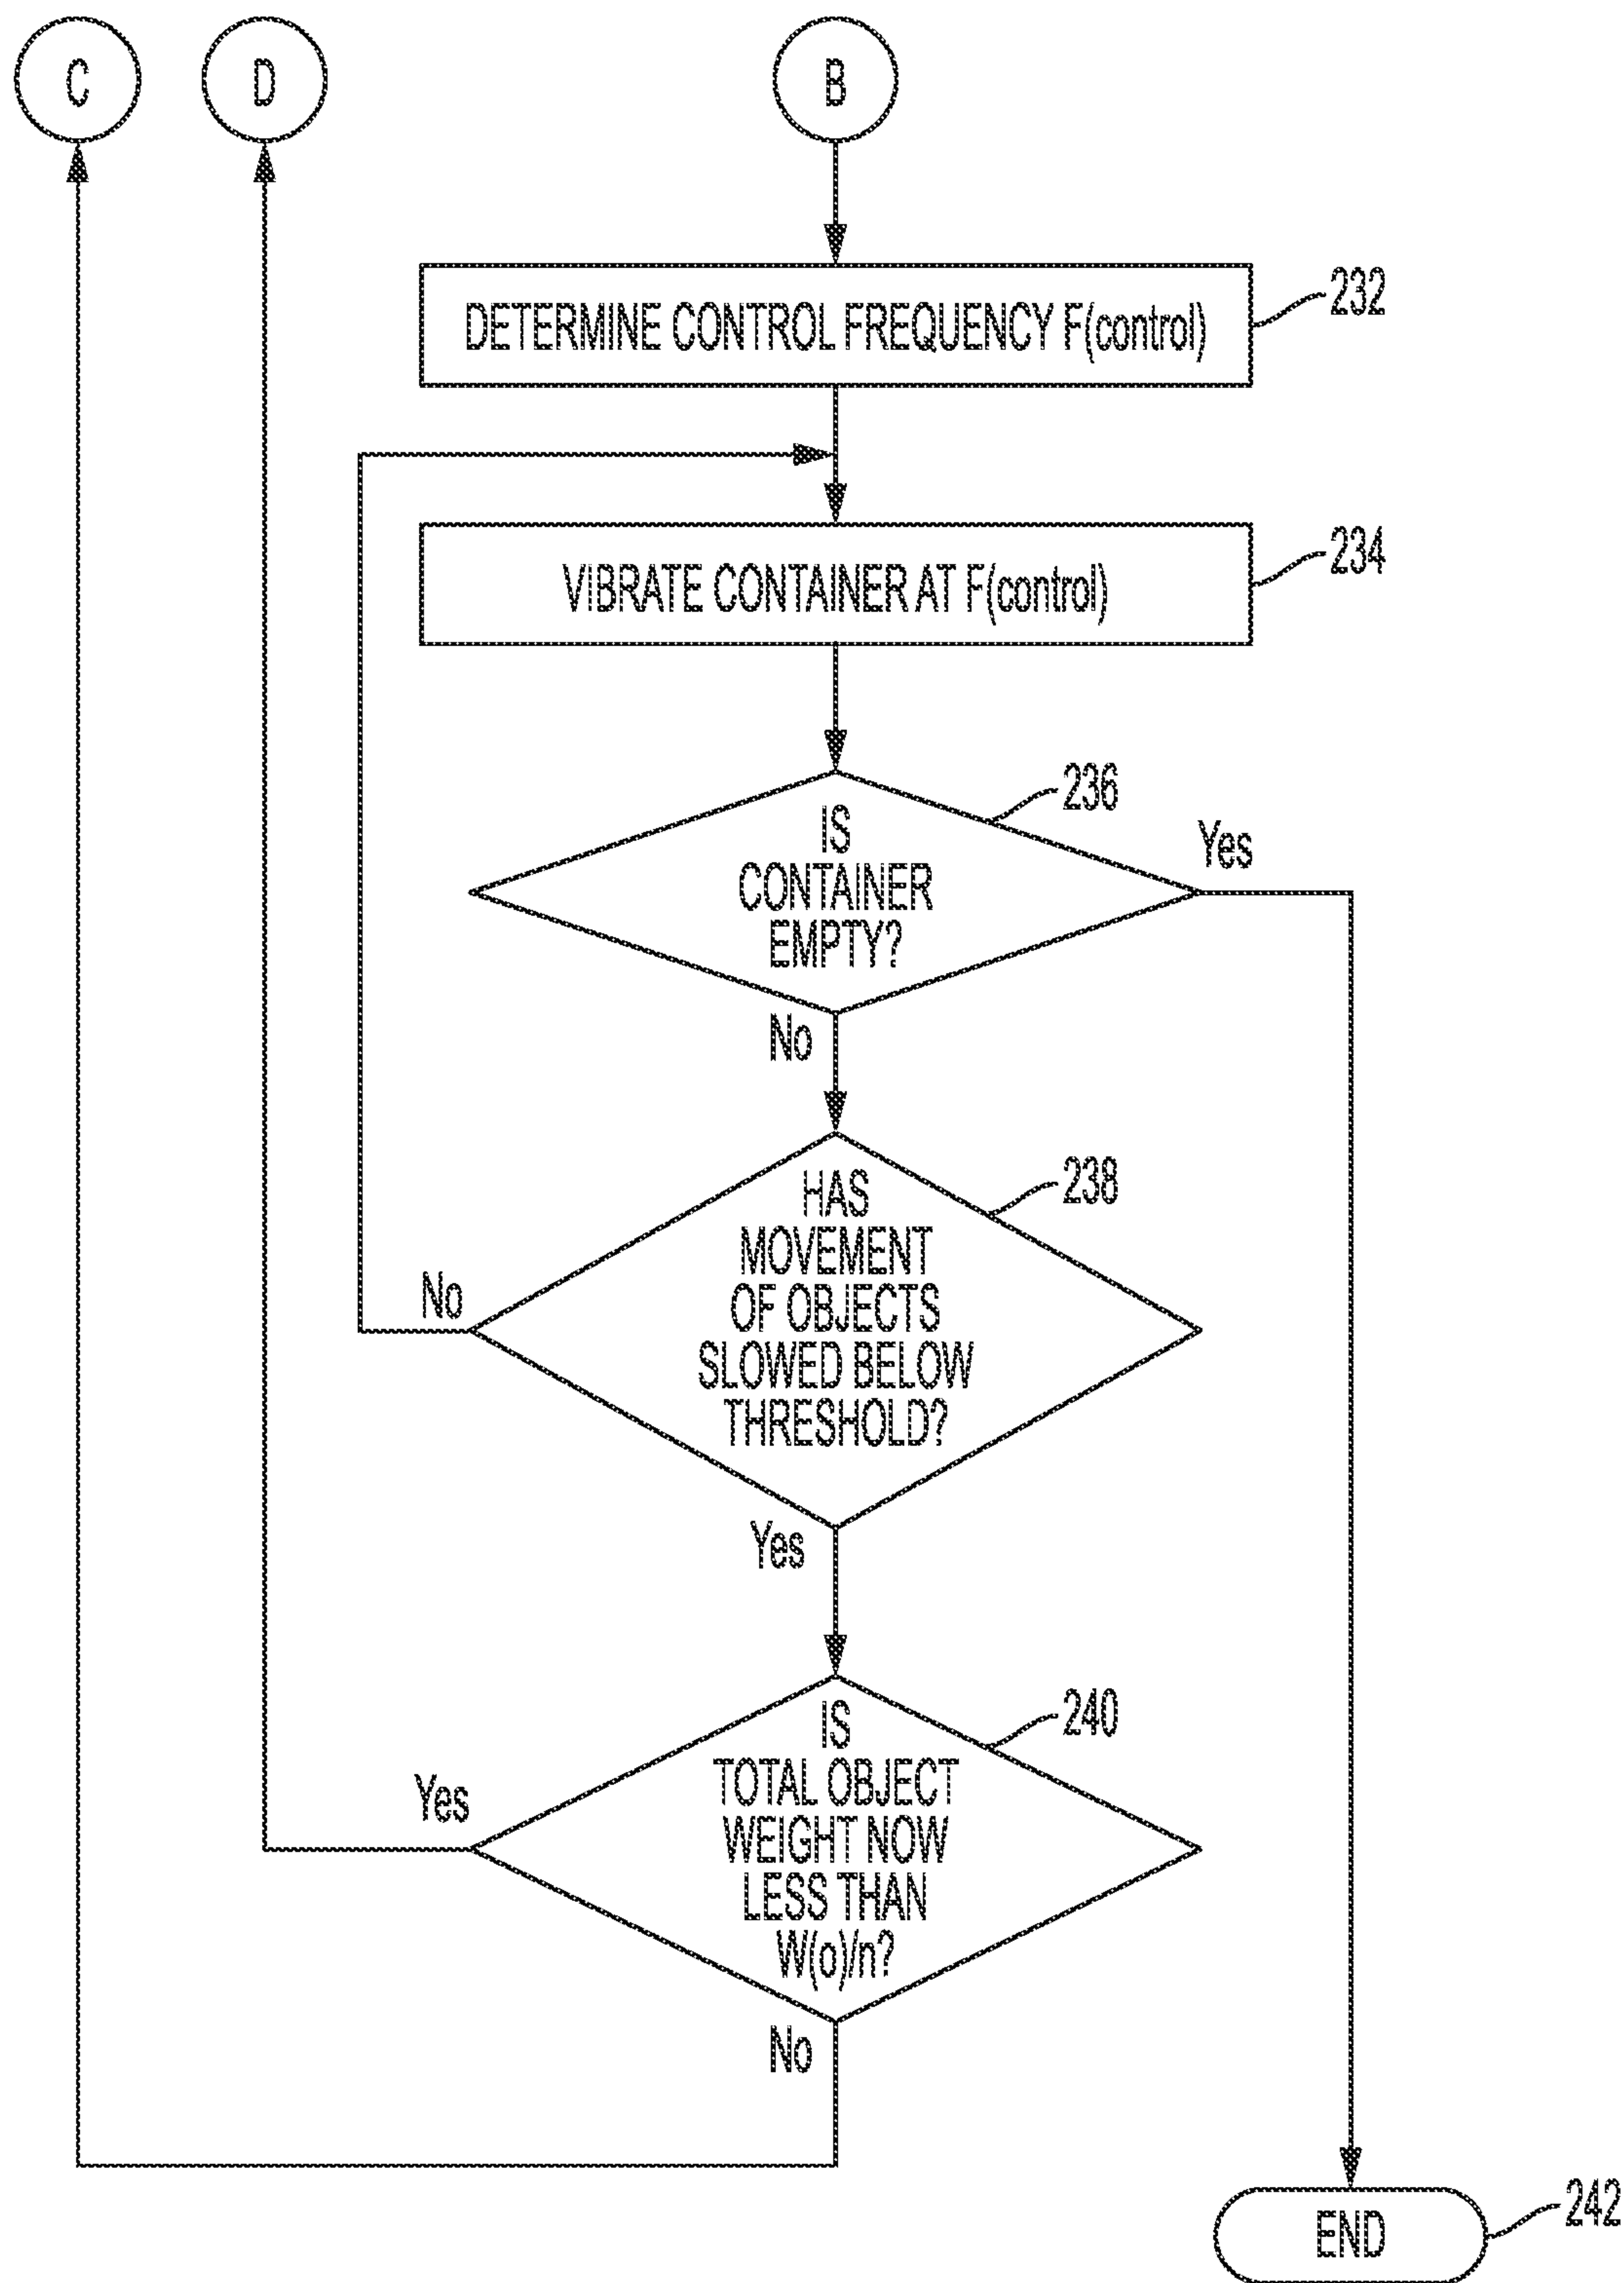 C
D
B
DETERMINE CONTROL FREQUENCY F(control)
232
VIBRATE CONTAINER AT F(control)
234
IS
CONTAINER
EMPTY?
236
Yes
No
HAS
MOVEMENT
OF OBJECTS
SLOWED BELOW
THRESHOLD?
238
No
Yes
IS
TOTAL OBJECT
WEIGHT NOW
LESS THAN
W(o)/n?
240
Yes
No
END
242